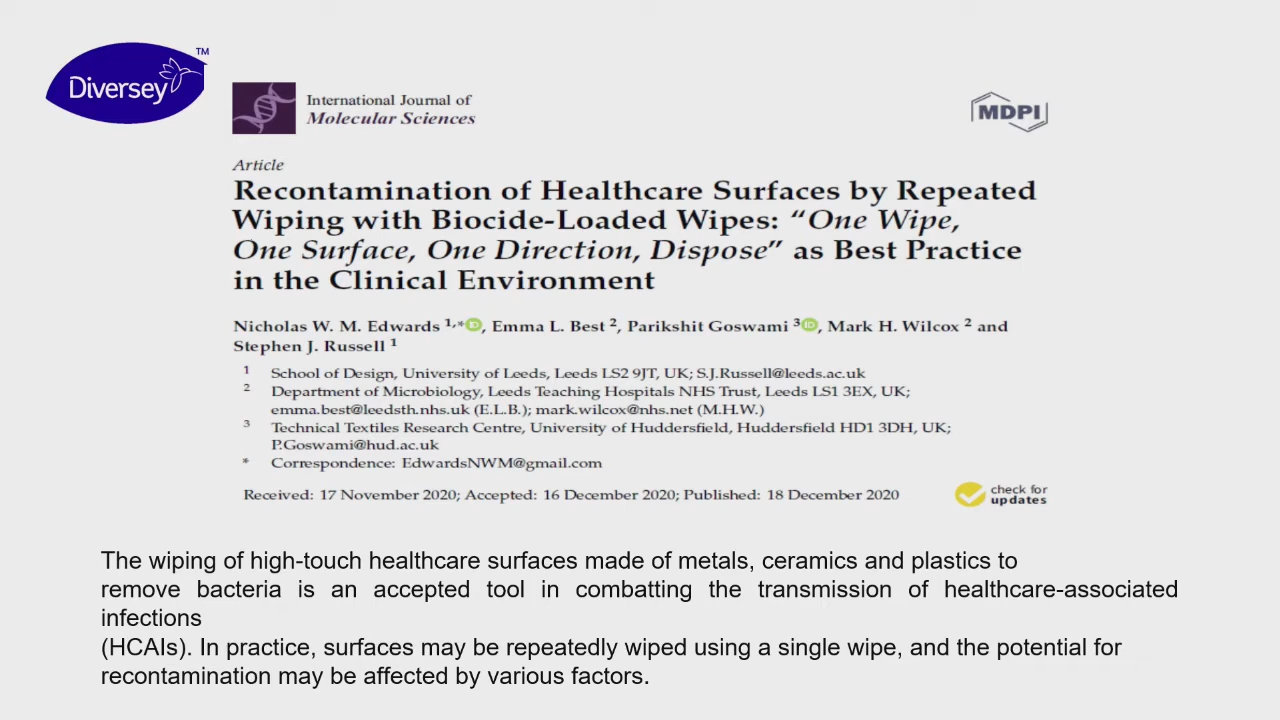 Diversey™
International Journal of
Molecular Sciences
MDPI
Article
Recontamination of Healthcare Surfaces by Repeated
Wiping with Biocide-Loaded Wipes: “One Wipe,
One Surface, One Direction, Dispose” as Best Practice
in the Clinical Environment
Nicholas W. M. Edwards 1,* iD, Emma L. Best 2, Parikshit Goswami 3 iD, Mark H. Wilcox 2 and
Stephen J. Russell 1
1 School of Design, University of Leeds, Leeds LS2 9JT, UK; S.J.Russell@leeds.ac.uk
2 Department of Microbiology, Leeds Teaching Hospitals NHS Trust, Leeds LS1 3EX, UK;
emma.best@leedsth.nhs.uk (E.L.B.); mark.wilcox@nhs.net (M.H.W.)
3 Technical Textiles Research Centre, University of Huddersfield, Huddersfield HD1 3DH, UK;
P.Goswami@hud.ac.uk
* Correspondence: EdwardsNWM@gmail.com
Received: 17 November 2020; Accepted: 16 December 2020; Published: 18 December 2020
check for
updates
The wiping of high-touch healthcare surfaces made of metals, ceramics and plastics to
remove bacteria is an accepted tool in combatting the transmission of healthcare-associated
infections
(HCAIs). In practice, surfaces may be repeatedly wiped using a single wipe, and the potential for
recontamination may be affected by various factors.